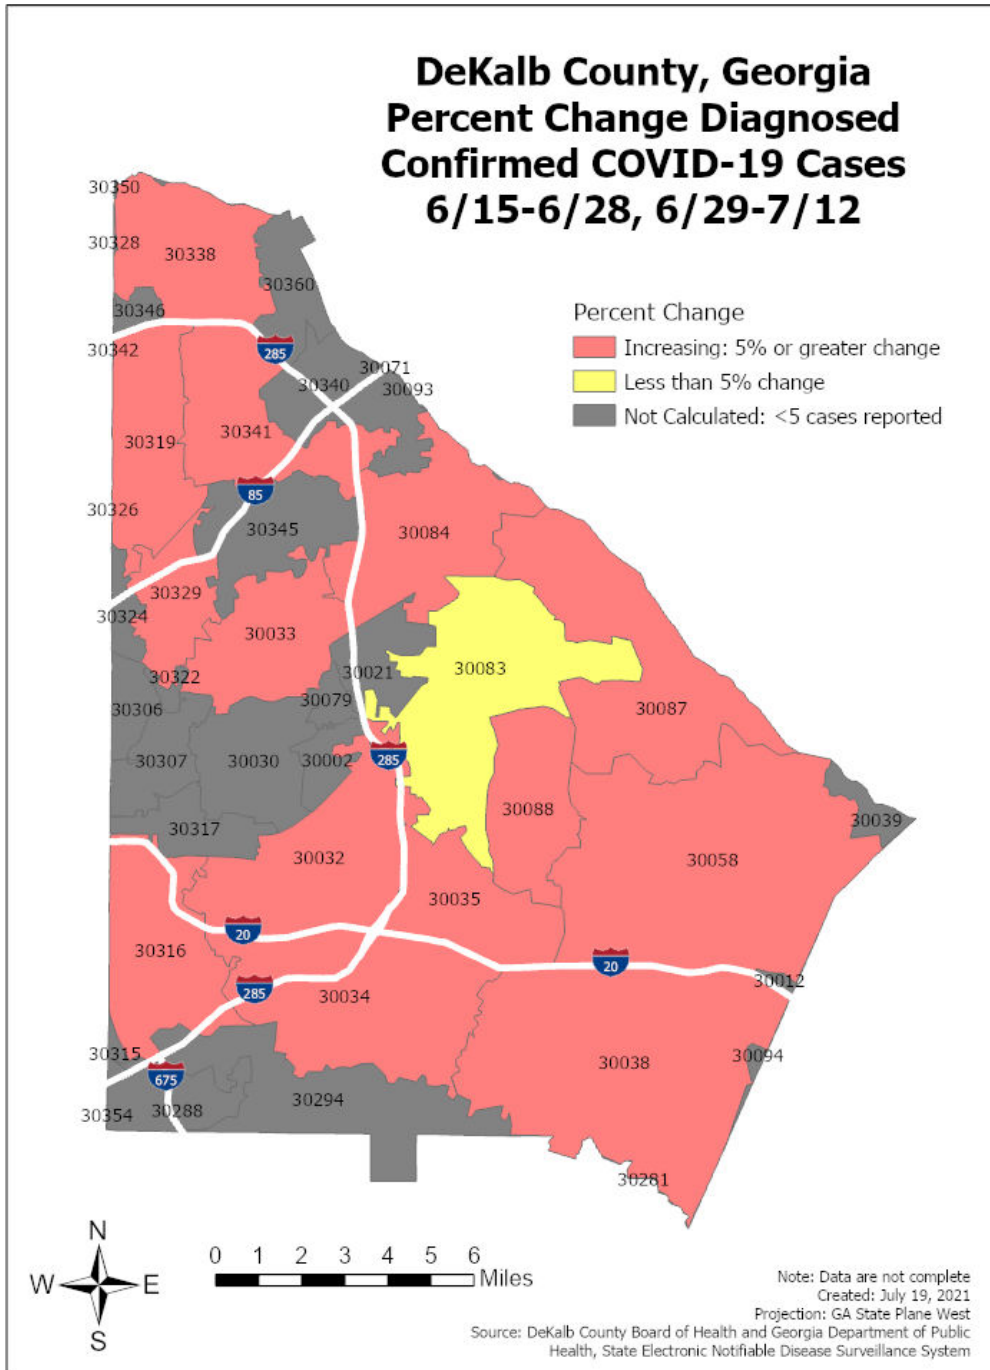 DeKalb County, Georgia
Percent Change Diagnosed
Confirmed COVID-19 Cases
6/15-6/28, 6/29-7/12
30350
30328
30338
30360
30346
30342
285
30071
30340
30093
30319
30341
30326
85
30345
30084
30329
30324
30033
30322
30021
30083
30079
30306
30087
30307
30030
30002
285
30088
30317
30039
30032
30058
30035
20
30316
20
285
30034
30012
30315
675
30038
30094
30354
30288
30294
30281
Percent Change
Increasing: 5% or greater change
Less than 5% change
Not Calculated: <5 cases reported
N
W E
S
0 1 2 3 4 5 6
Miles
Note: Data are not complete
Created: July 19, 2021
Projection: GA State Plane West
Source: DeKalb County Board of Health and Georgia Department of Public
Health, State Electronic Notifiable Disease Surveillance System